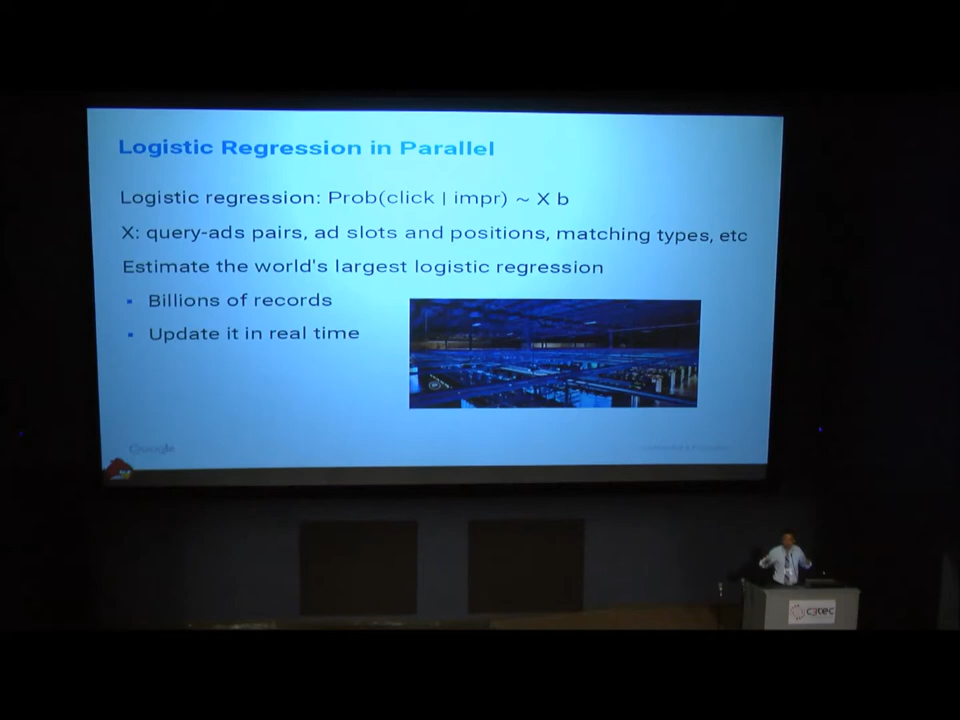 Logistic Regression in Parallel
Logistic regression: Prob(click | impr) ~ X b
X: query-ads pairs, ad slots and positions, matching types, etc
Estimate the world's largest logistic regression
▪ Billions of records
▪ Update it in real time
Google
C3TEC